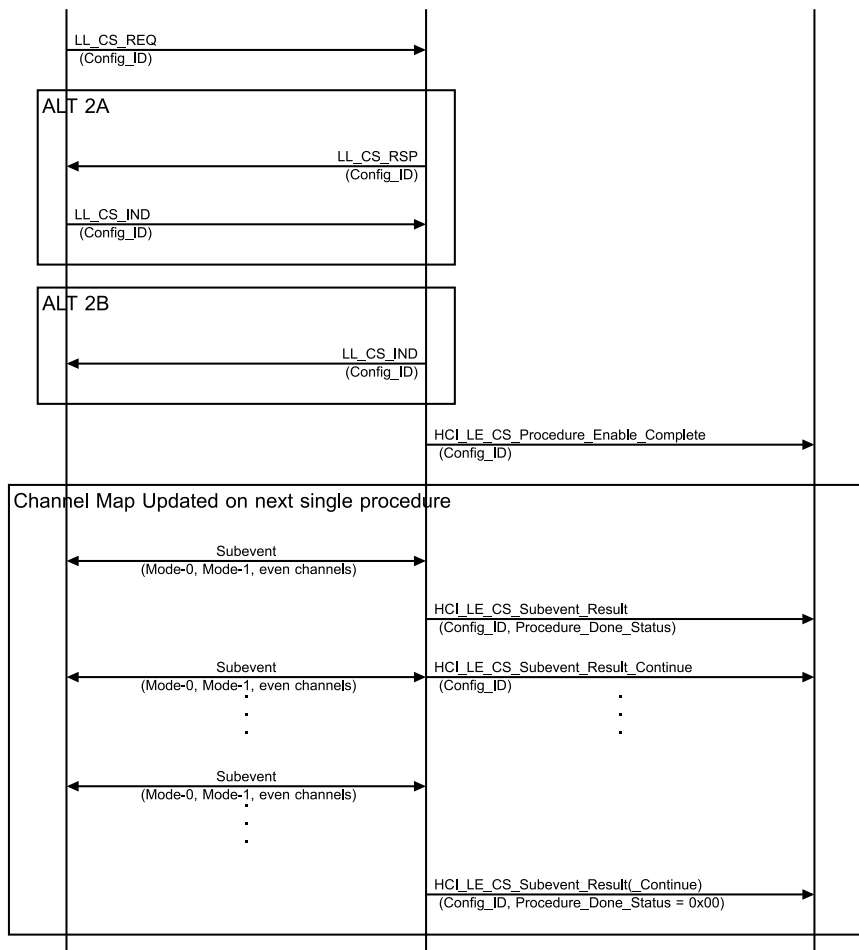 LL_CS_REQ
(Config_ID)
ALT 2A
LL_CS_RSP
(Config_ID)
LL_CS_IND
(Config_ID)
ALT 2B
LL_CS_IND
(Config_ID)
HCI_LE_CS_Procedure_Enable_Complete
(Config_ID)
Channel Map Updated on next single procedure
Subevent
(Mode-0, Mode-1, even channels)
HCI_LE_CS_Subevent_Result
(Config_ID, Procedure_Done_Status)
Subevent
(Mode-0, Mode-1, even channels)
HCI_LE_CS_Subevent_Result_Continue
(Config_ID)
Subevent
(Mode-0, Mode-1, even channels)
HCI_LE_CS_Subevent_Result(_Continue)
(Config_ID, Procedure_Done_Status = 0x00)